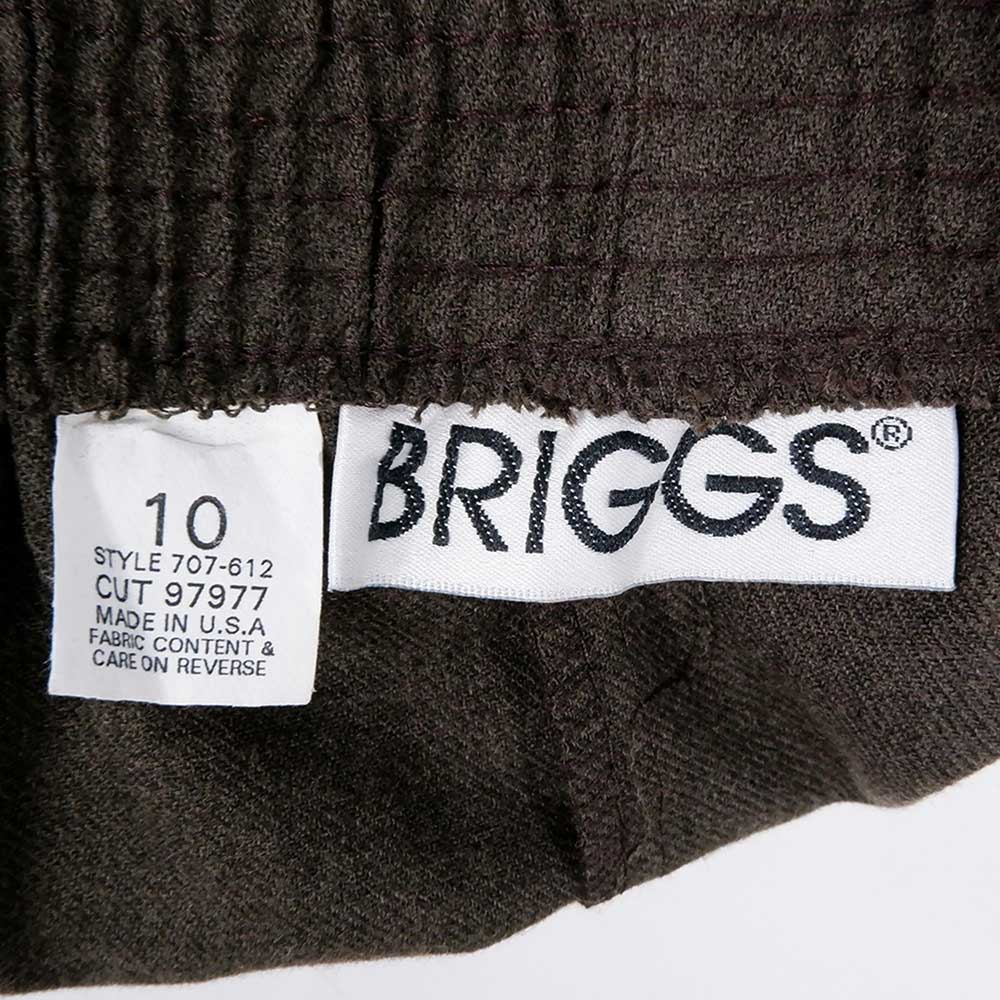 10
STYLE 707-612
CUT 97977
MADE IN U.S.A
FABRIC CONTENT &
CARE ON REVERSE
BRIGGS®